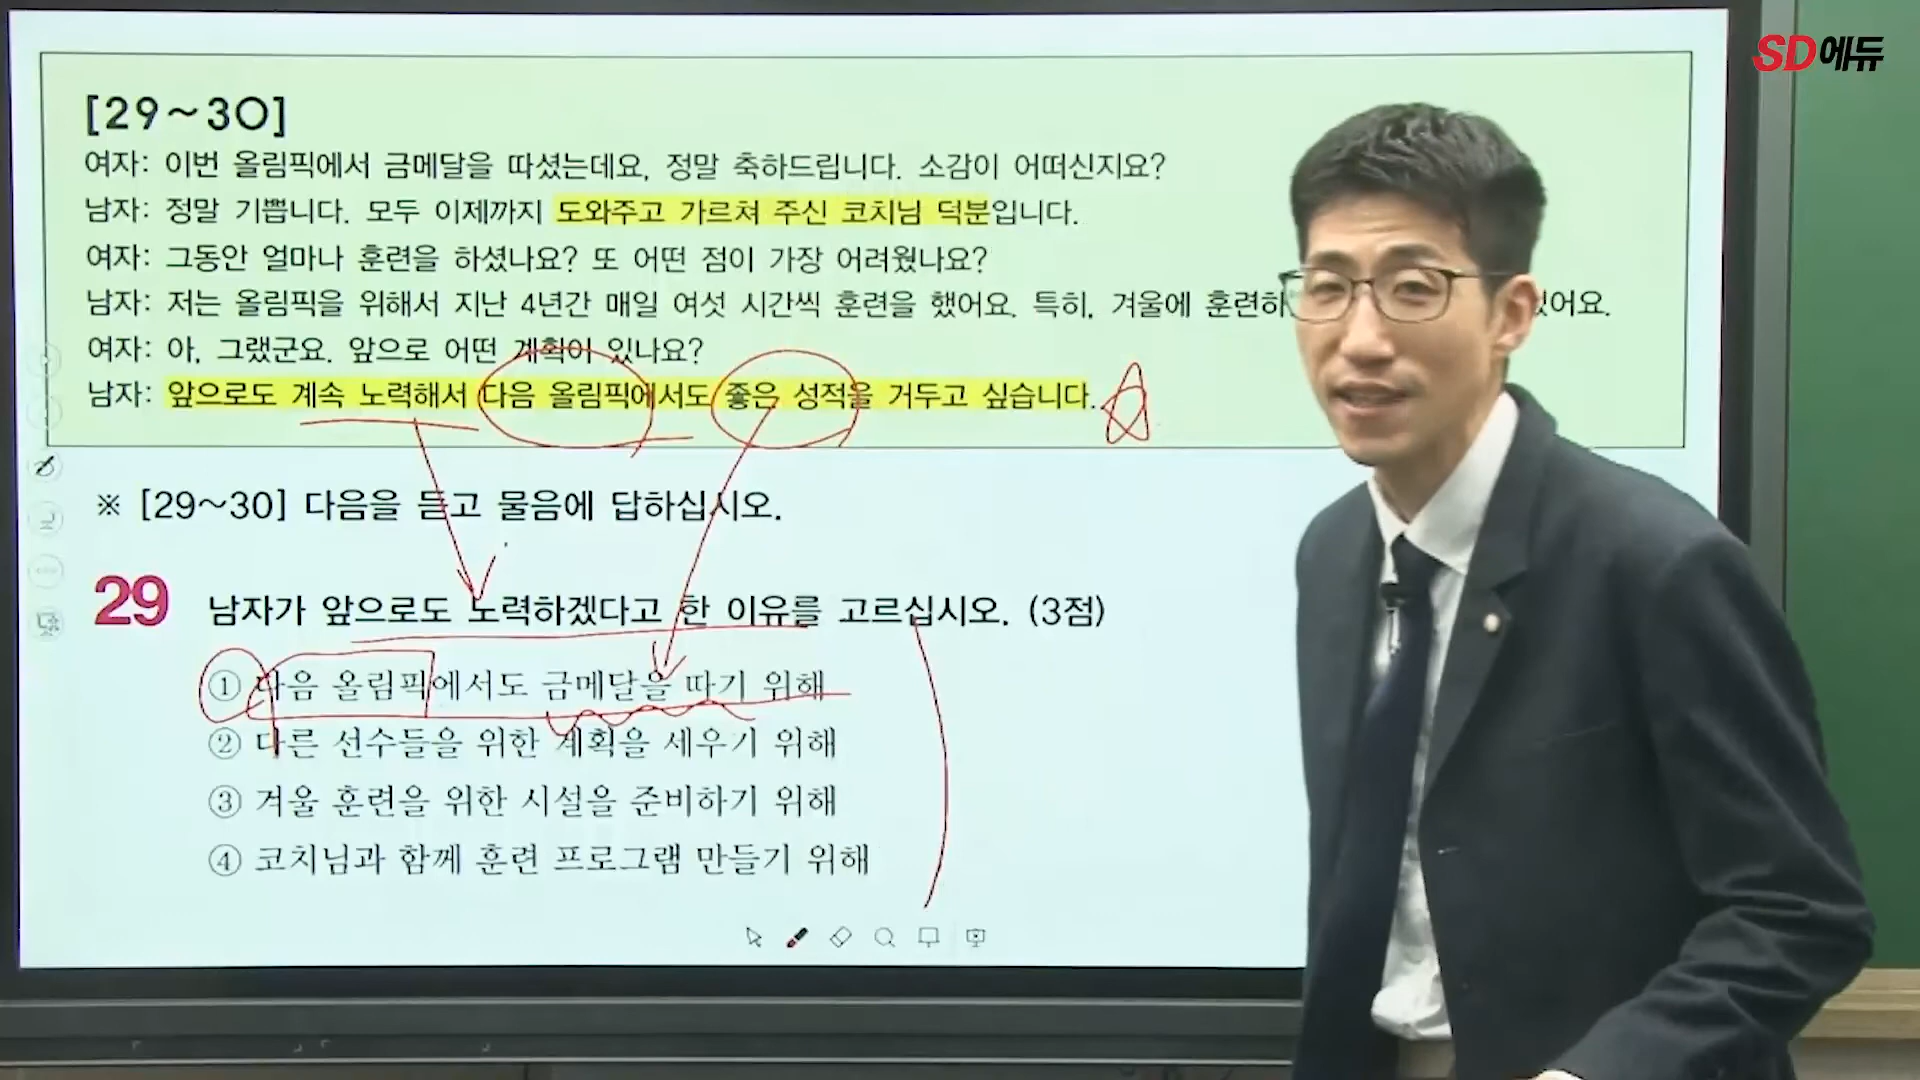 SD에듀
[29~30]
여자: 이번 올림픽에서 금메달을 따셨는데요, 정말 축하드립니다. 소감이 어떠신지요?
남자: 정말 기쁩니다. 모두 이제까지 도와주고 가르쳐 주신 코치님 덕분입니다.
여자: 그동안 얼마나 훈련을 하셨나요? 또 어떤 점이 가장 어려웠나요?
남자: 저는 올림픽을 위해서 지난 4년간 매일 여섯 시간씩 훈련을 했어요. 특히, 겨울에
여자: 아, 그랬군요. 앞으로 어떤 계획이 있나요?
남자: 앞으로도 계속 노력해서 다음 올림픽에서도 좋은 성적을 거두고 싶습니다.
※ [29~30] 다음을 듣고 물음에 답하십시오.
29 남자가 앞으로도 노력하겠다고 한 이유를 고르십시오. (3점)
① 다음 올림픽에서도 금메달을 따기 위해
② 다른 선수들을 위한 계획을 세우기 위해
③ 겨울 훈련을 위한 시설을 준비하기 위해
④ 코치님과 함께 훈련 프로그램 만들기 위해